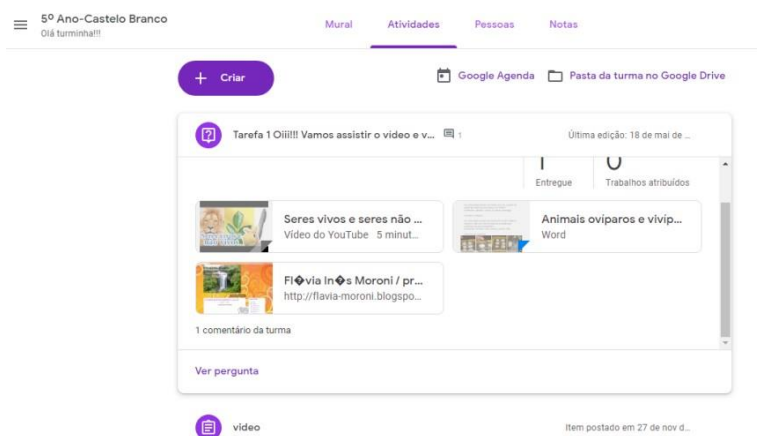 5º Ano-Castelo Branco
Olá turminha!!!
Mural Atividades Pessoas Notas
+ Criar
Google Agenda Pasta da turma no Google Drive
Tarefa 1 Oiii!!! Vamos assistir o vídeo e v... 1
Última edição: 18 de mai de ...
Entregue Trabalhos atribuídos
Seres vivos e seres não ...
Vídeo do YouTube 5 minut...
Animais ovíparos e vivíp...
Word
Fl�via In�s Moroni / pr...
http://flavia-moroni.blogspo...
1 comentário da turma
Ver pergunta
video
Item postado em 27 de nov d...